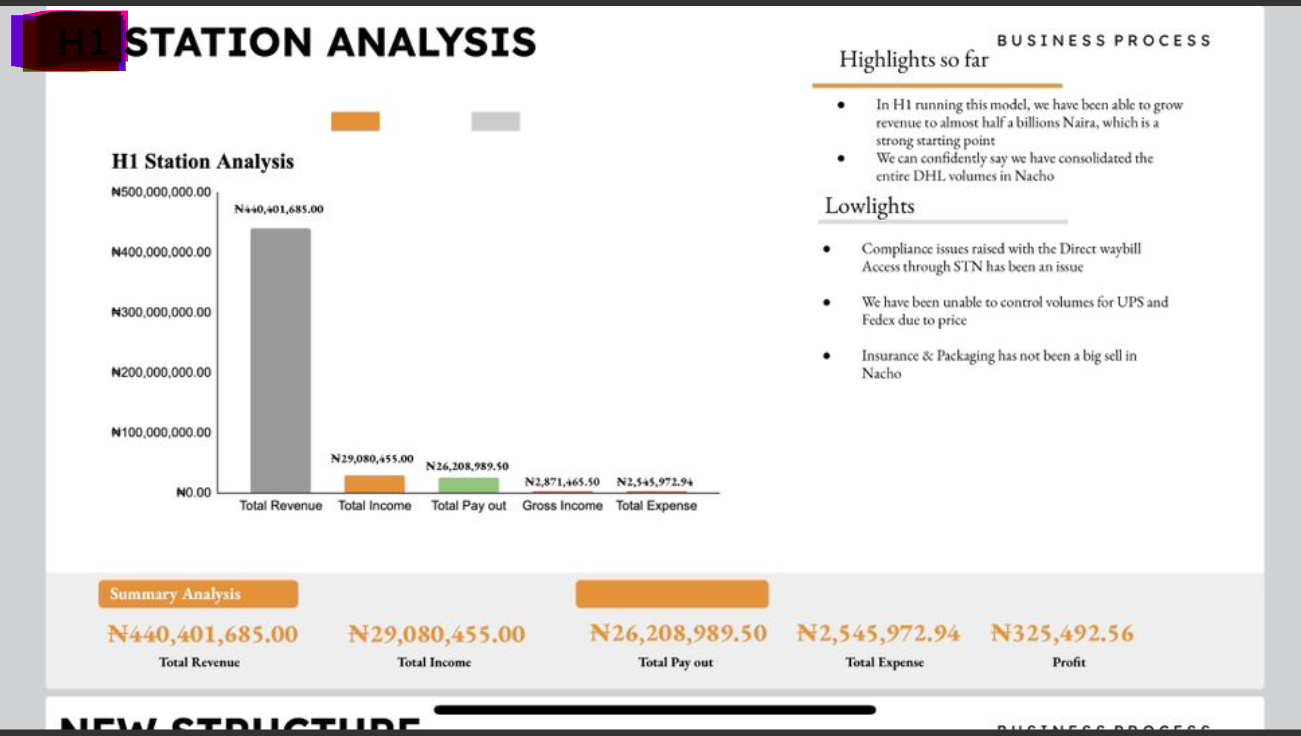 H1 STATION ANALYSIS
BUSINESS PROCESS
Highlights so far
● In H1 running this model, we have been able to grow
revenue to almost half a billions Naira, which is a
strong starting point
● We can confidently say we have consolidated the
entire DHL volumes in Nacho
Lowlights
● Compliance issues raised with the Direct waybill
Access through STN has been an issue
● We have been unable to control volumes for UPS and
Fedex due to price
● Insurance & Packaging has not been a big sell in
Nacho
H1 Station Analysis
₦500,000,000.00
₦400,000,000.00
₦300,000,000.00
₦200,000,000.00
₦100,000,000.00
₦0.00
₦440,401,685.00
₦29,080,455.00
₦26,208,989.50
₦2,871,465.50
₦2,545,972.94
Total Revenue
Total Income
Total Pay out
Gross Income
Total Expense
Summary Analysis
₦440,401,685.00
Total Revenue
₦29,080,455.00
Total Income
₦26,208,989.50
Total Pay out
₦2,545,972.94
Total Expense
₦325,492.56
Profit
NEW STRUCTURE
BUSINESS PROCESS